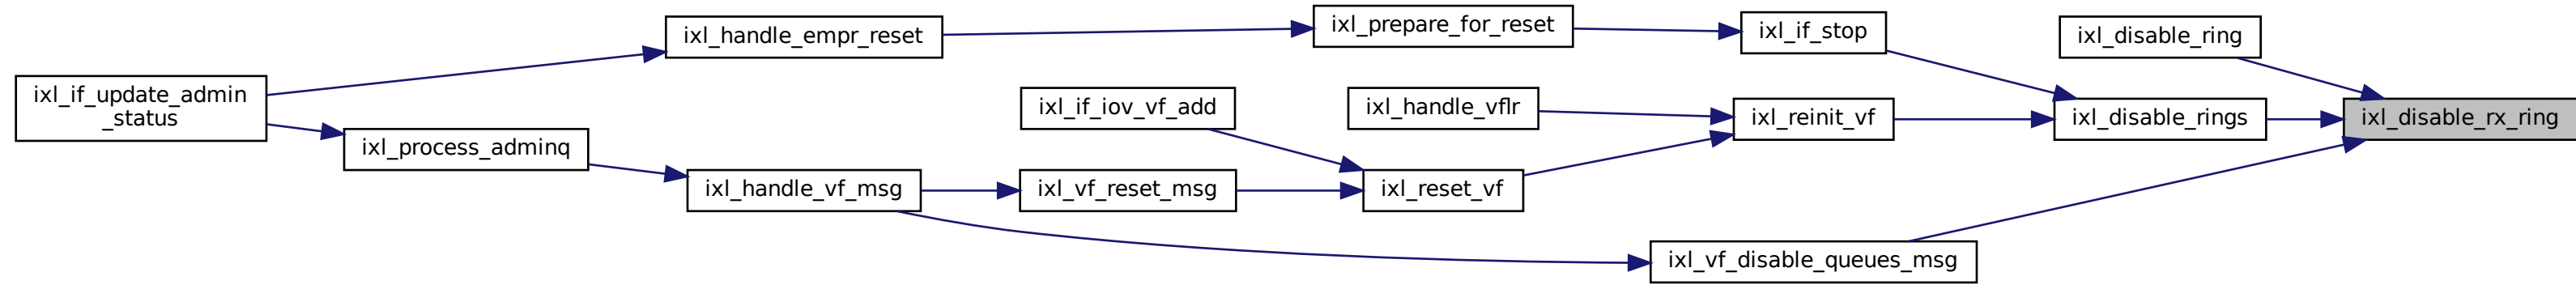 ixl_if_update_admin
_status
ixl_handle_empr_reset
ixl_process_adminq
ixl_handle_vf_msg
ixl_prepare_for_reset
ixl_if_iov_vf_add
ixl_vf_reset_msg
ixl_handle_vflr
ixl_reset_vf
ixl_if_stop
ixl_reinit_vf
ixl_vf_disable_queues_msg
ixl_disable_ring
ixl_disable_rings
ixl_disable_rx_ring